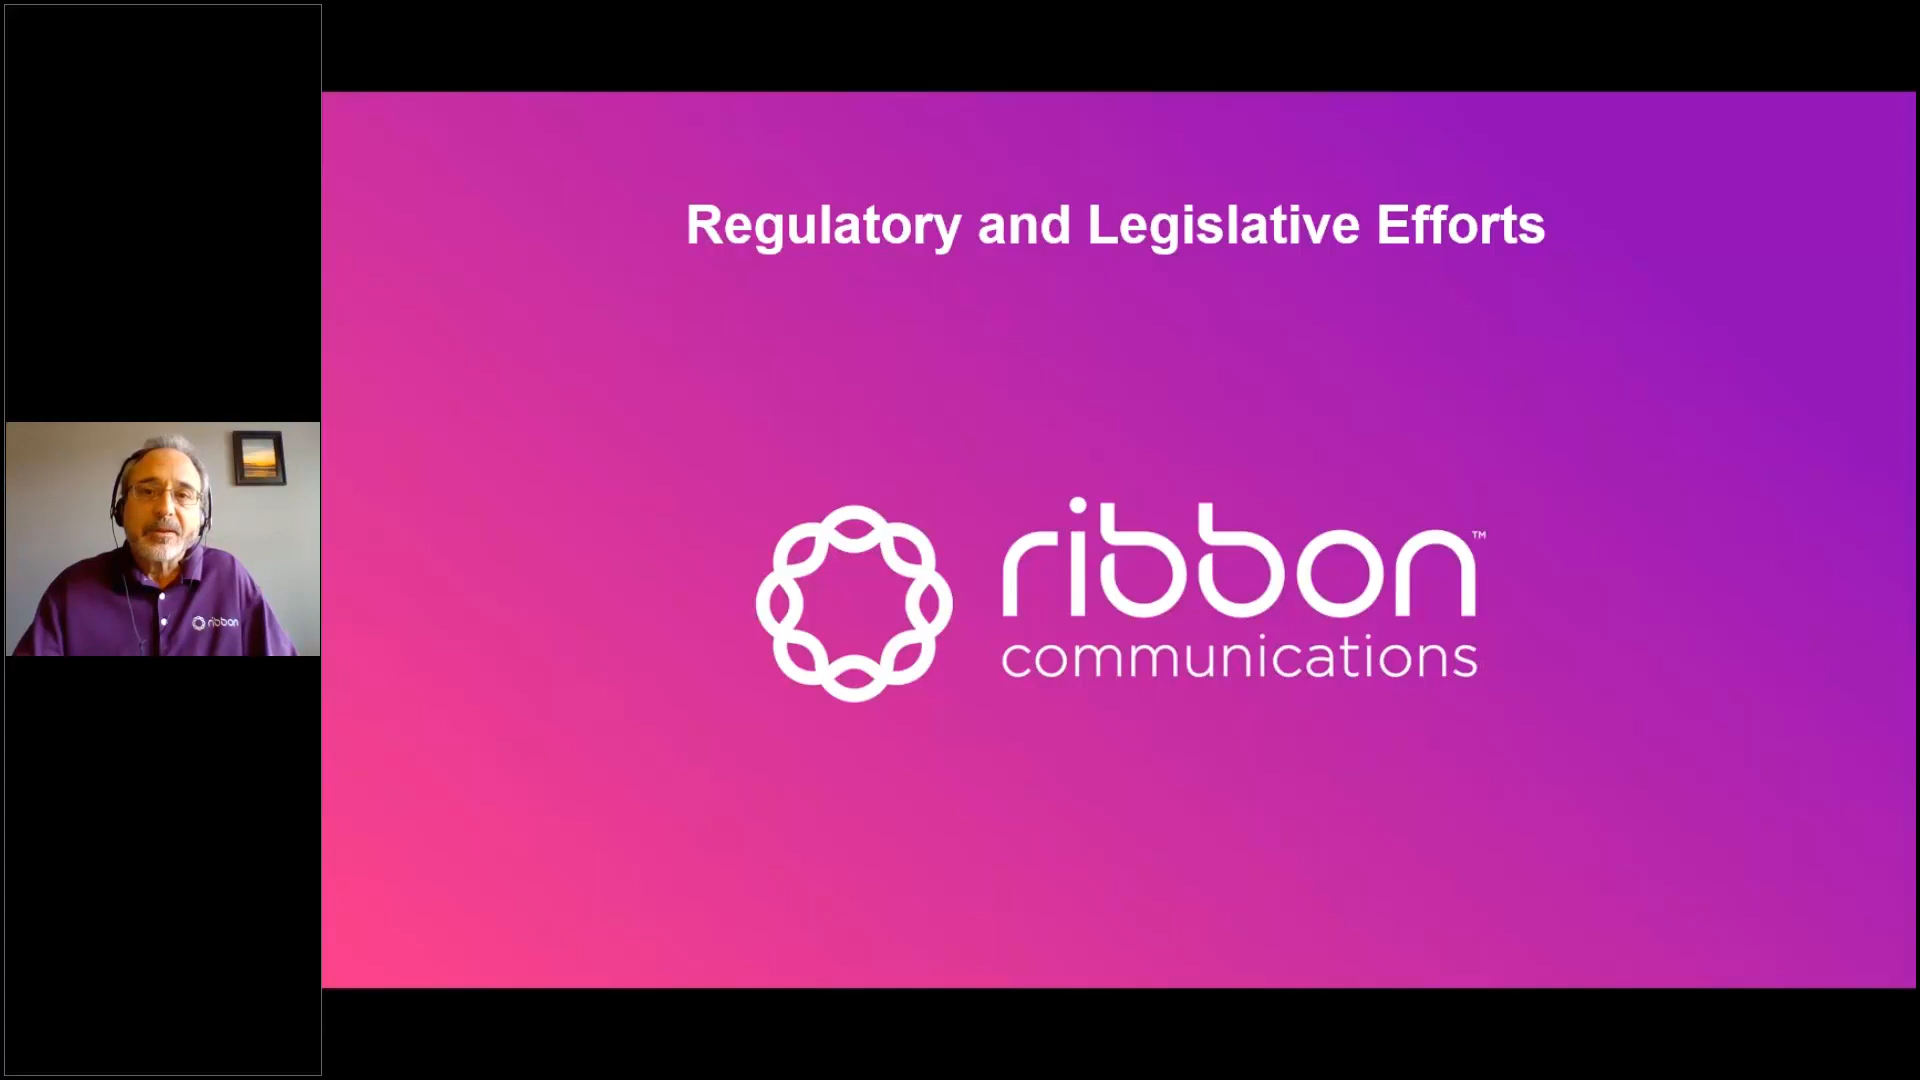 Regulatory and Legislative Efforts
ribbon™
communications
ribbon